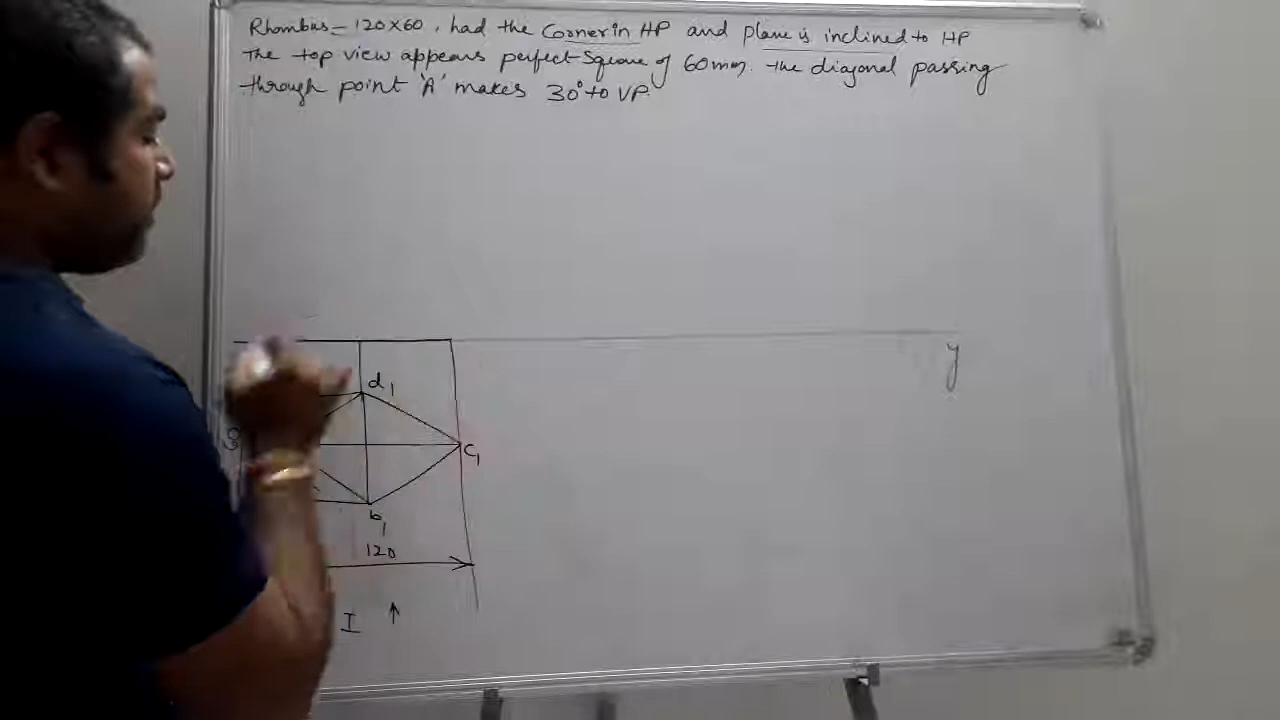 Rhombus - 120x60, had the Corner in HP and plane is inclined to HP
The top view appears perfect Square of 60mm. The diagonal passing
through point 'A' makes 30° to VP.
y
d1
60
c1
b1
120
I ↑